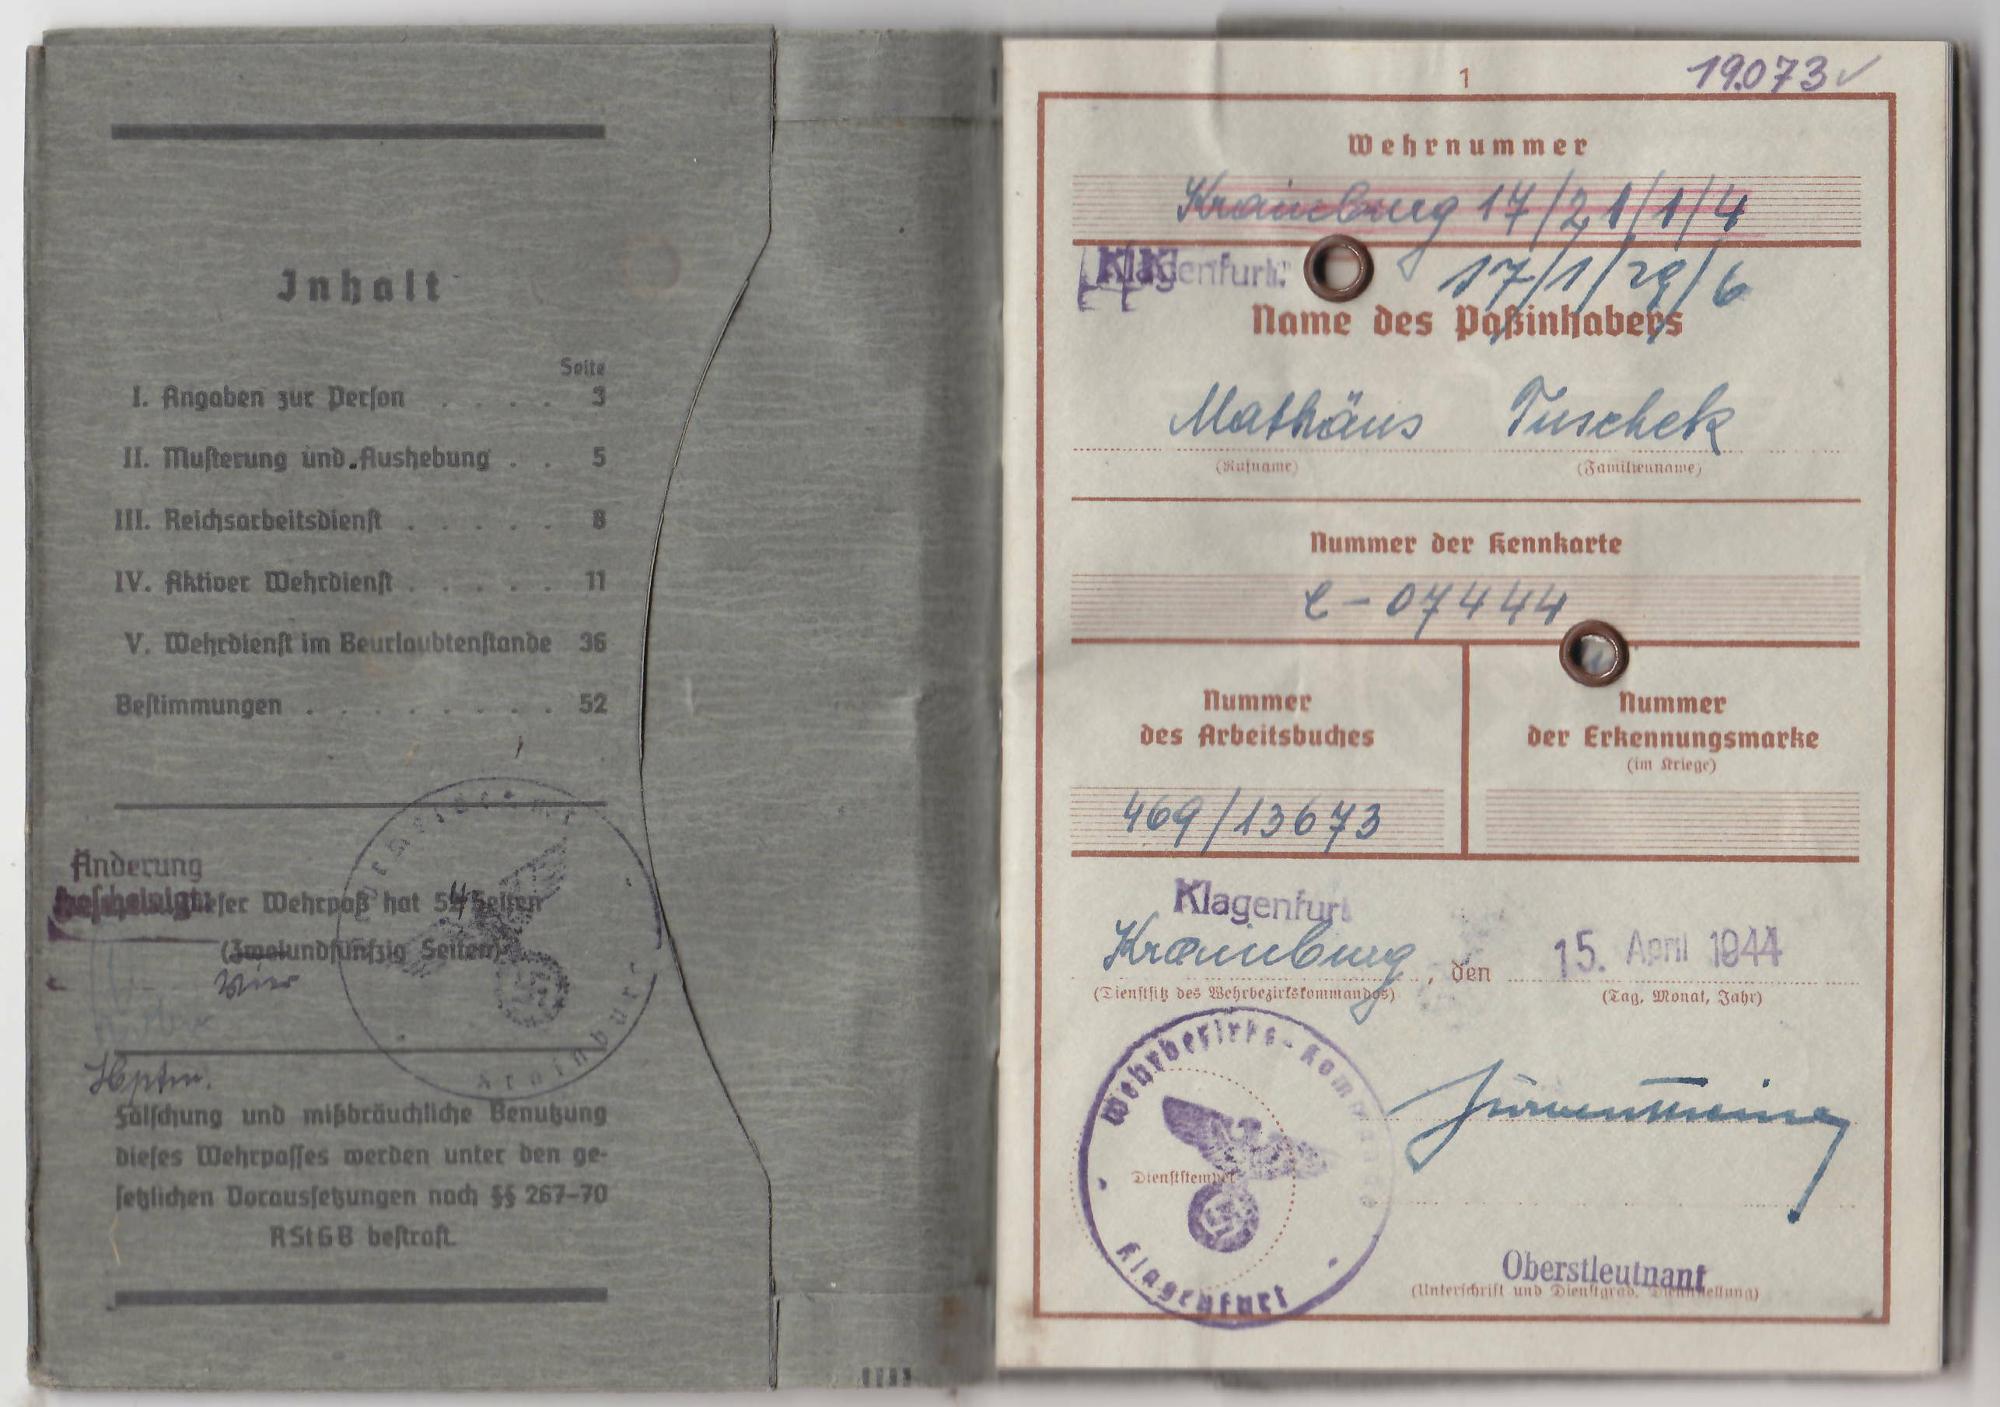 Inhalt
Seite
I. Angaben zur Person . . . . 3
II. Musterung und Aushebung . . 5
III. Reichsarbeitsdienst . . . . . 8
IV. Aktiver Wehrdienst . . . . . 11
V. Wehrdienst im Beurlaubtenstande 36
Bestimmungen . . . . . . . . . 52
Änderung
bescheinigt:
Dieser Wehrpaß hat 54 Seiten
(Zweiundfünfzig Seiten)
Vier
Hptm.
Krainburg
Fälschung und mißbräuchliche Benutzung
dieses Wehrpasses werden unter den ge-
setzlichen Voraussetzungen nach §§ 267–70
RStGB bestraft.
19.073
1
Wehrnummer
Krainburg 17/21/1/4
Klagenfurt 17/1/29/6
Name des Paßinhabers
Mathäus Tuschek
(Rufname) (Familienname)
Nummer der Kennkarte
C-07444
Nummer
des Arbeitsbuches
Nummer
der Erkennungsmarke
(im Kriege)
469/13673
Klagenfurt
Krainburg, den 15. April 1944
(Dienstsitz des Wehrbezirkskommandos) (Tag, Monat, Jahr)
Wehrbezirks-Kommando
Klagenfurt
Dienststempel
Oberstleutnant
(Unterschrift und Dienstgrad, Dienststellung)